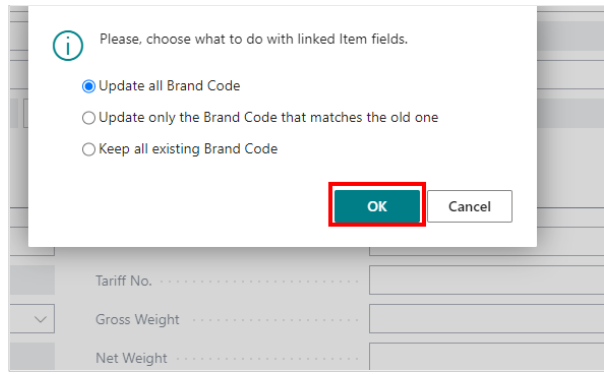 Please, choose what to do with linked Item fields.
Update all Brand Code
Update only the Brand Code that matches the old one
Keep all existing Brand Code
OK
Cancel
Tariff No.
Gross Weight
Net Weight